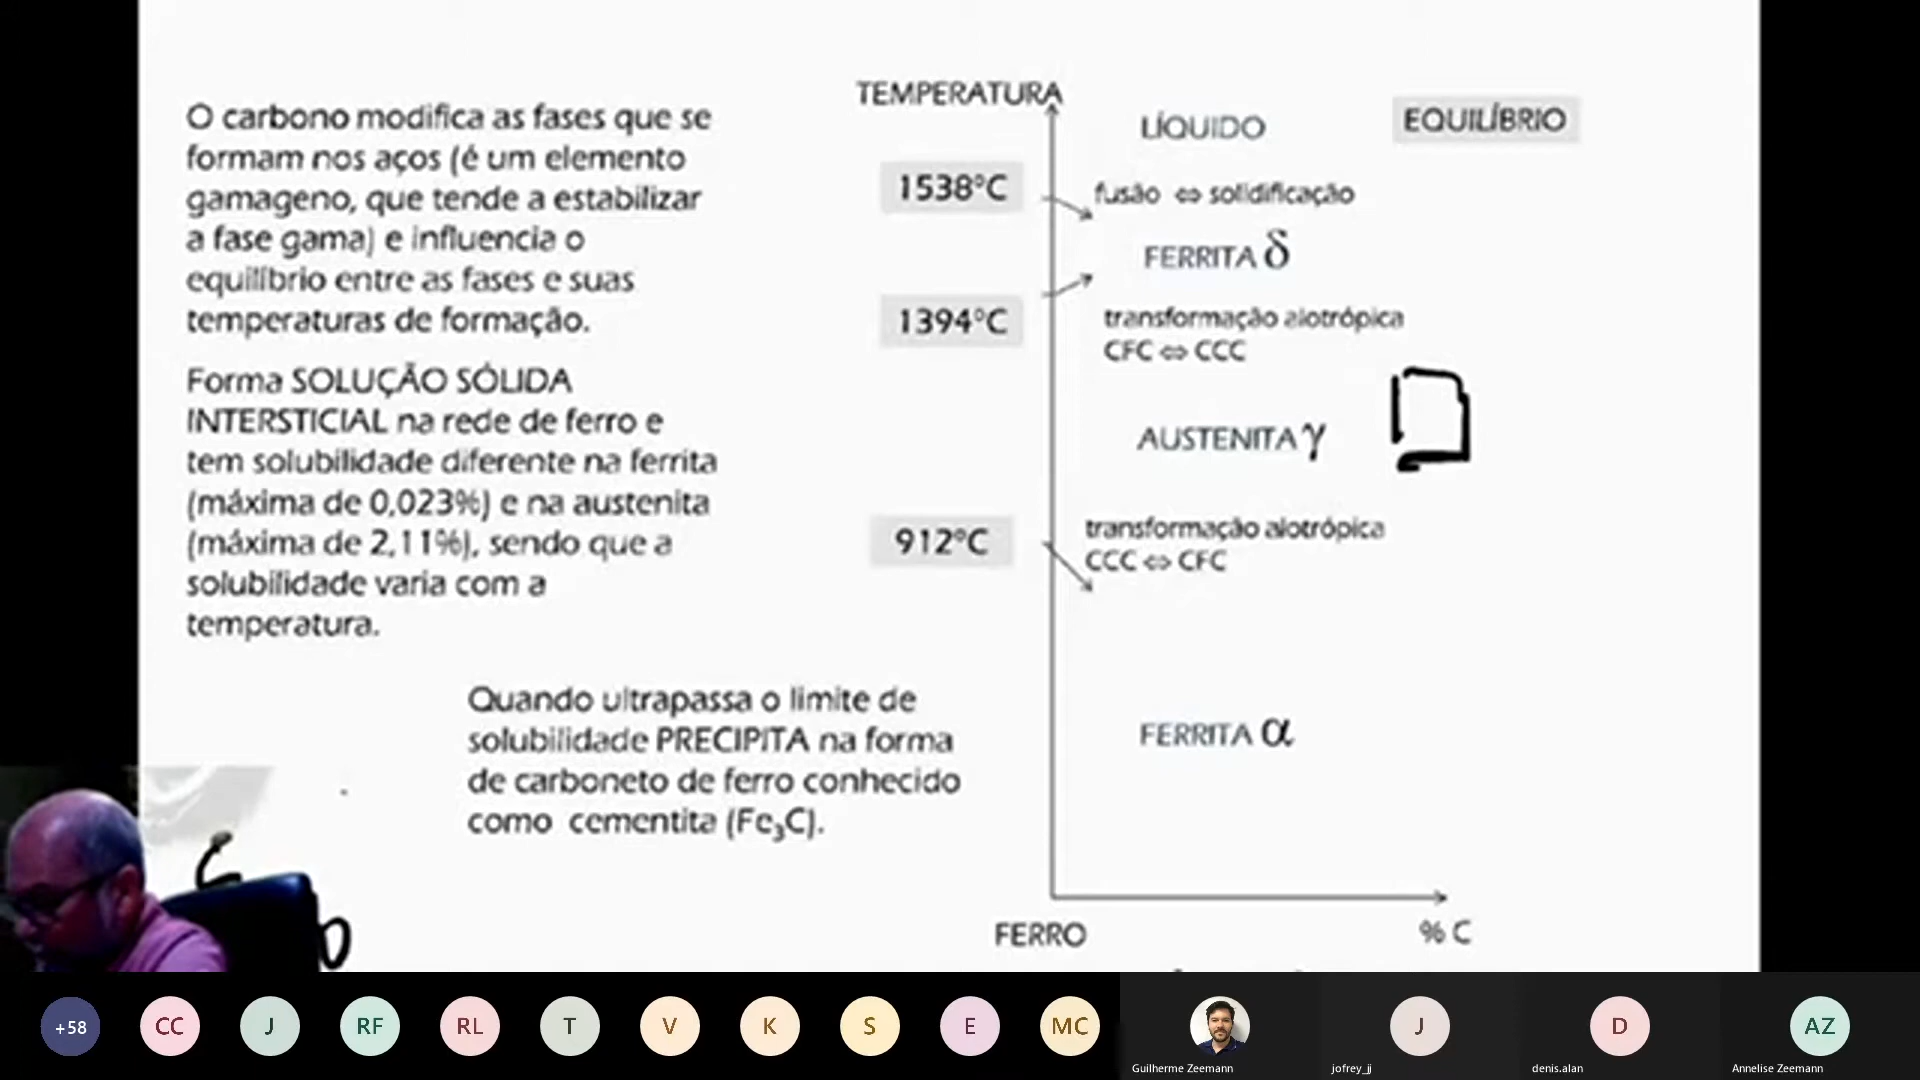 O carbono modifica as fases que se
formam nos aços (é um elemento
gamageno, que tende a estabilizar
a fase gama) e influencia o
equilíbrio entre as fases e suas
temperaturas de formação.
Forma SOLUÇÃO SÓLIDA
INTERSTICIAL na rede de ferro e
tem solubilidade diferente na ferrita
(máxima de 0,023%) e na austenita
(máxima de 2,11%), sendo que a
solubilidade varia com a
temperatura.
Quando ultrapassa o limite de
solubilidade PRECIPITA na forma
de carboneto de ferro conhecido
como cementita (Fe₃C).
TEMPERATURA
LÍQUIDO
EQUILÍBRIO
1538°C
fusão ⇔ solidificação
FERRITA δ
1394°C
transformação alotrópica
CFC ⇔ CCC
AUSTENITA γ
912°C
transformação alotrópica
CCC ⇔ CFC
FERRITA α
FERRO
% C
+58
CC
J
RF
RL
T
V
K
S
E
MC
Guilherme Zeemann
J
jofrey_jj
D
denis.alan
AZ
Annelise Zeemann